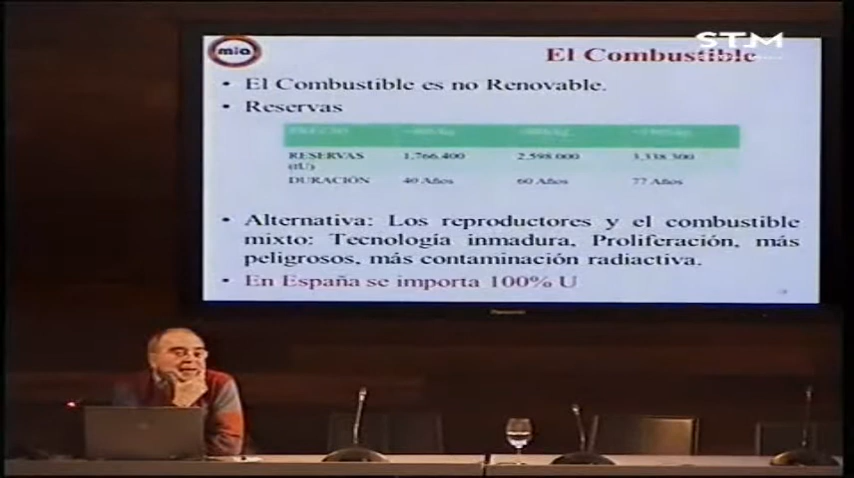 STM
mia
El Combustible
• El Combustible es no Renovable.
• Reservas
RESERVAS 1,766.400 2,598.000 3,338.300
(tU)
DURACIÓN 40 Años 60 Años 77 Años
• Alternativa: Los reproductores y el combustible
mixto: Tecnología inmadura, Proliferación, más
peligrosos, más contaminación radiactiva.
• En España se importa 100% U
Panasonic